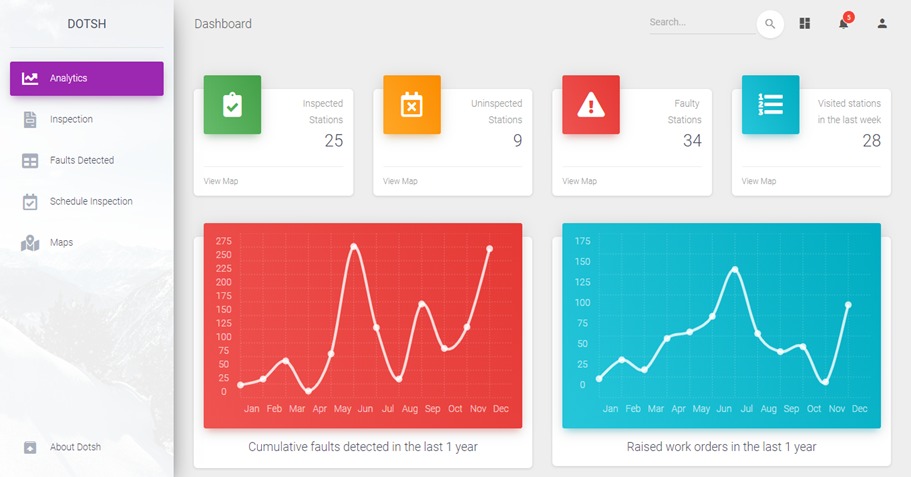 DOTSH
Analytics
Inspection
Faults Detected
Schedule Inspection
Maps
About Dotsh
Dashboard
Search...
5
Inspected
Stations
25
View Map
Uninspected
Stations
9
View Map
Faulty
Stations
34
View Map
1
2
3
Visited stations
in the last week
28
View Map
275
250
225
200
175
150
125
100
75
50
25
0
Jan Feb Mar Apr May Jun Jul Aug Sep Oct Nov Dec
Cumulative faults detected in the last 1 year
175
150
125
100
75
50
25
0
Jan Feb Mar Apr May Jun Jul Aug Sep Oct Nov Dec
Raised work orders in the last 1 year